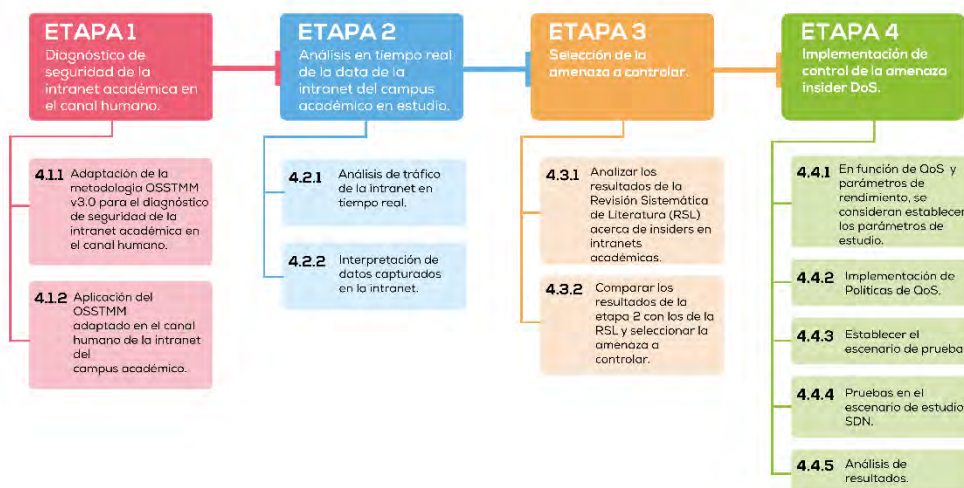 ETAPA 1
Diagnóstico de
seguridad de la
intranet académica en
el canal humano.
4.1.1 Adaptación de la
metodología OSSTMM
v3.0 para el diagnóstico
de seguridad de la
intranet académica en
el canal humano.
4.1.2 Aplicación del
OSSTMM
adaptado en el canal
humano de la intranet
del
campus académico.
ETAPA 2
Análisis en tiempo real
de la data de la
intranet del campus
académico en estudio.
4.2.1 Análisis de tráfico
de la intranet en
tiempo real.
4.2.2 Interpretación de
datos capturados
en la intranet.
ETAPA 3
Selección de la
amenaza a controlar.
4.3.1 Analizar los
resultados de la
Revisión Sistemática
de Literatura (RSL)
acerca de insiders en
intranets
académicas.
4.3.2 Comparar los
resultados de la
etapa 2 con los de la
RSL y seleccionar la
amenaza a
controlar.
ETAPA 4
Implementación de
control de la amenaza
insider DoS.
4.4.1 En función de QoS y
parámetros de
rendimiento, se
consideran establecer
los parámetros de
estudio.
4.4.2 Implementación de
Políticas de QoS.
4.4.3 Establecer el
escenario de prueba
4.4.4 Pruebas en el
escenario de estudio
SDN.
4.4.5 Análisis de
resultados.